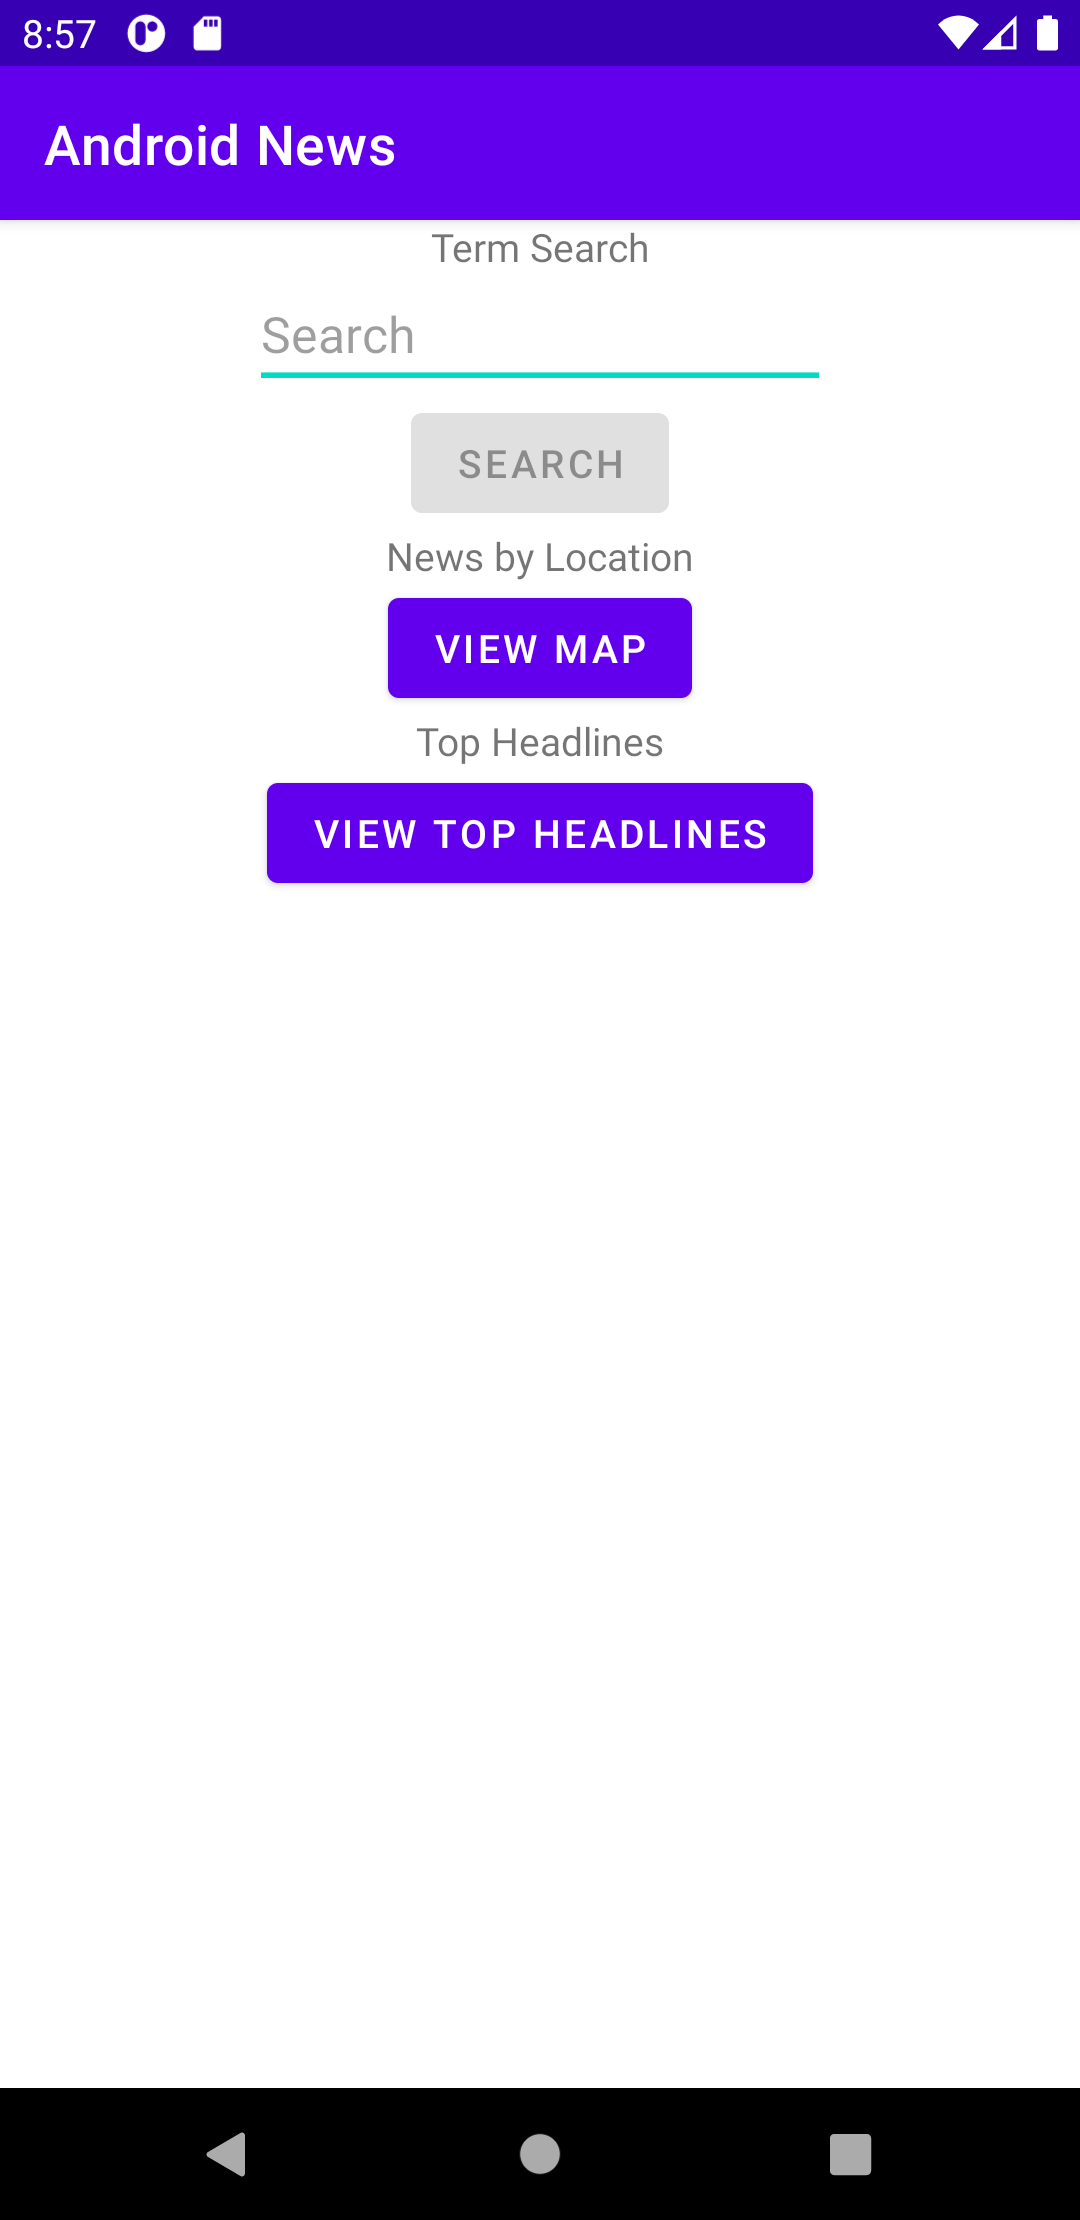 8:57
Android News
Term Search
Search
SEARCH
News by Location
VIEW MAP
Top Headlines
VIEW TOP HEADLINES